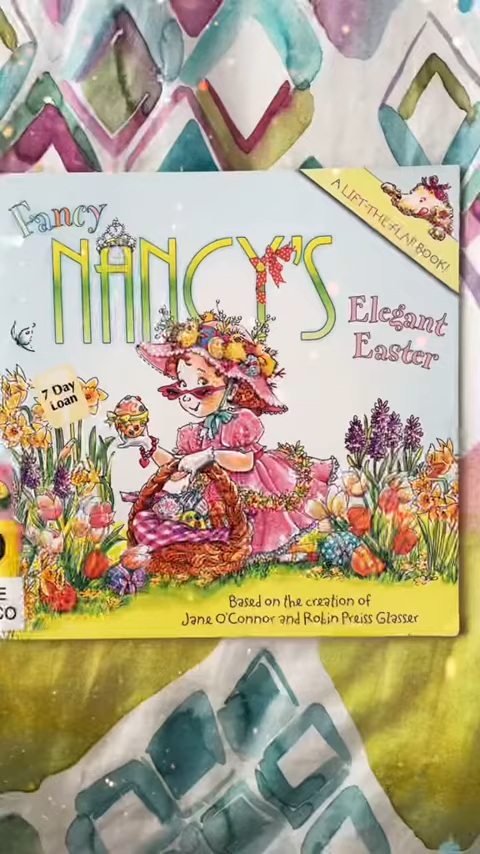 Fancy
NANCY'S
A LIFT-THE-FLAP BOOK!
Elegant
Easter
7 Day
Loan
E
CO
Based on the creation of
Jane O'Connor and Robin Preiss Glasser